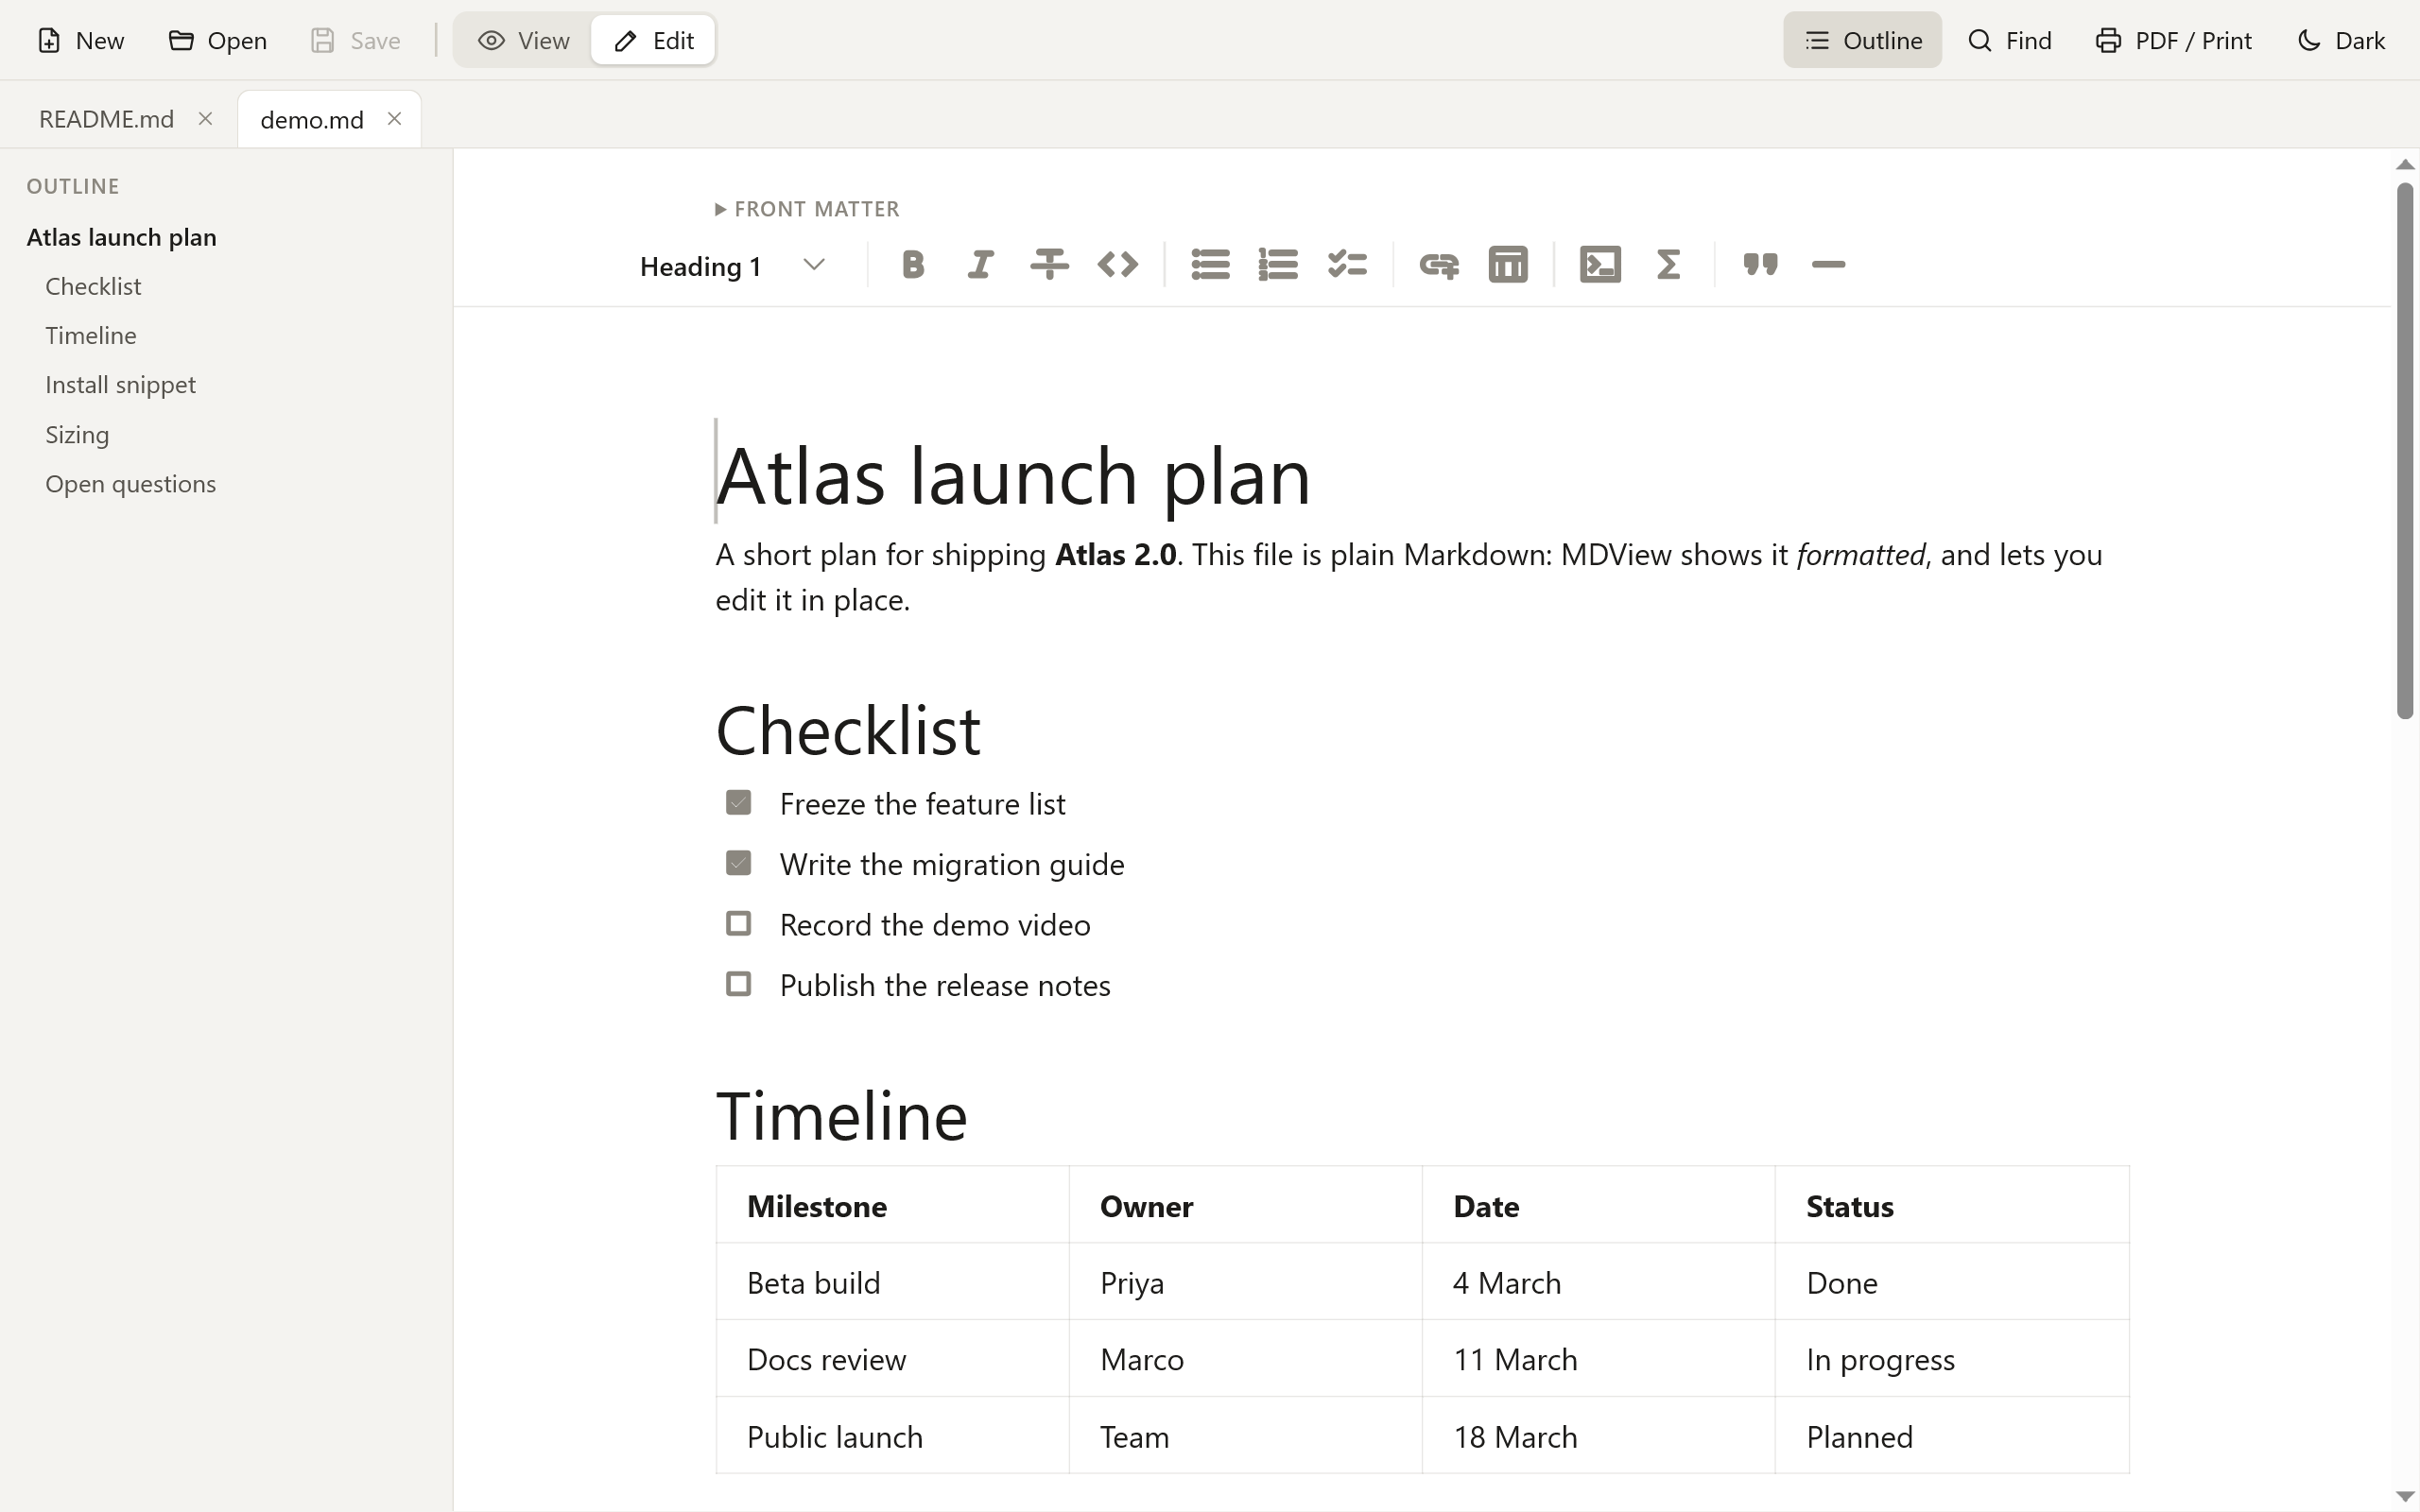 New Open Save View Edit Outline Find PDF / Print Dark
README.md demo.md
OUTLINE
Atlas launch plan
Checklist
Timeline
Install snippet
Sizing
Open questions
FRONT MATTER
Heading 1
Atlas launch plan
A short plan for shipping Atlas 2.0. This file is plain Markdown: MDView shows it formatted, and lets you
edit it in place.
Checklist
Freeze the feature list
Write the migration guide
Record the demo video
Publish the release notes
Timeline
Milestone Owner Date Status
Beta build Priya 4 March Done
Docs review Marco 11 March In progress
Public launch Team 18 March Planned